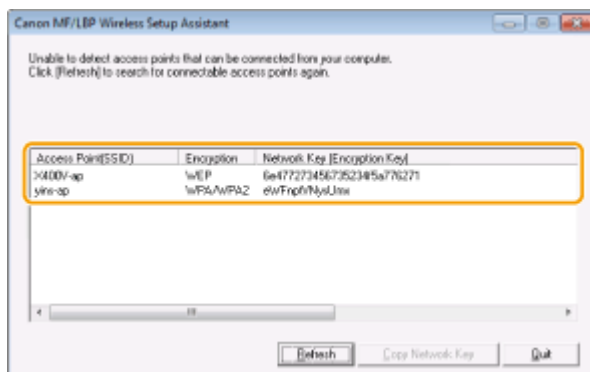 Canon MF/LBP Wireless Setup Assistant
Unable to detect access points that can be connected from your computer.
Click [Refresh] to search for connectable access points again.
Access Point(SSID) Encryption Network Key [Encryption Key]
X400V-ap WEP
yins-ap WPA/WPA2
Refresh Copy Network Key Quit